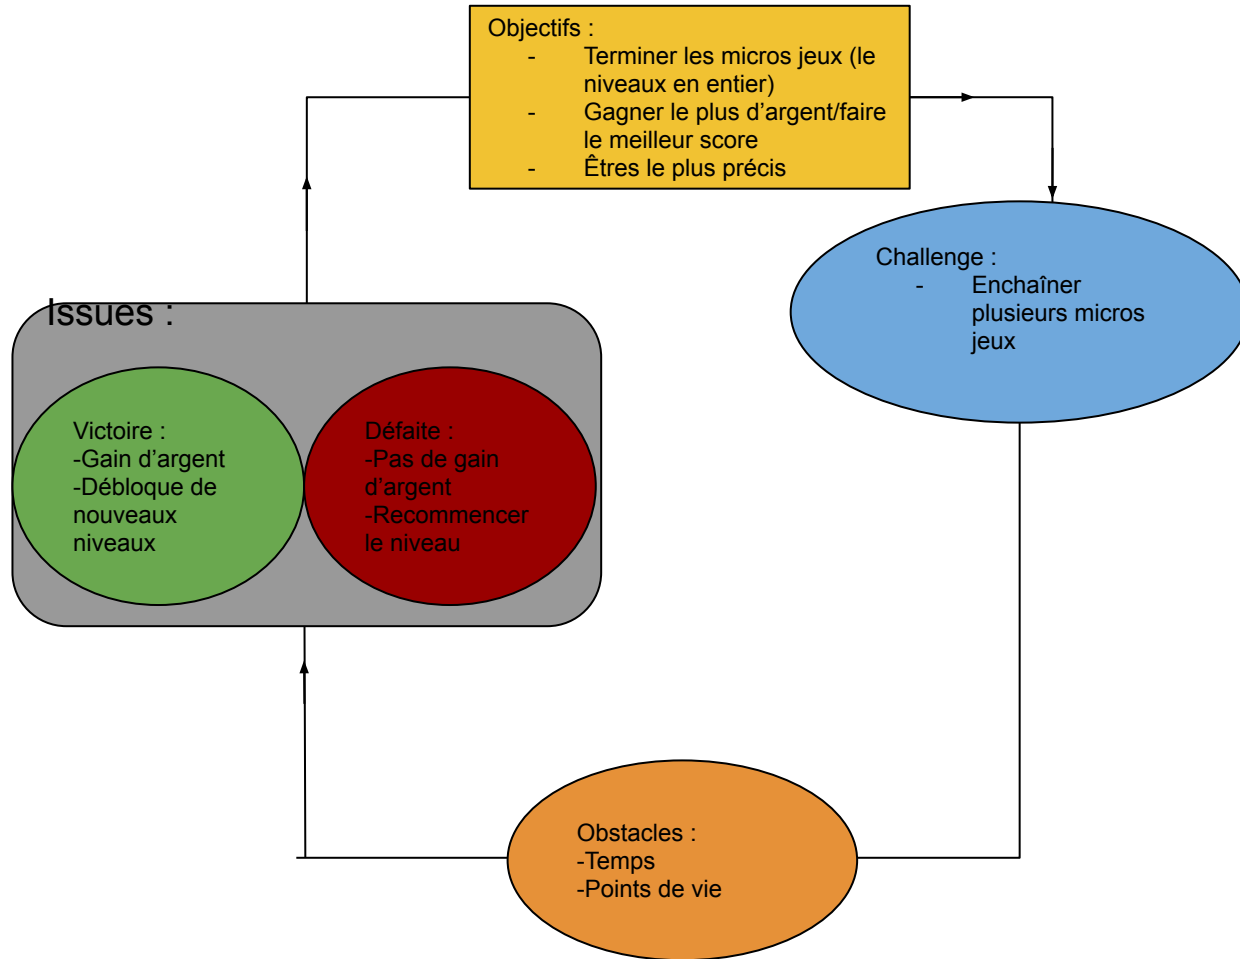 Objectifs :
- Terminer les micros jeux (le
niveaux en entier)
- Gagner le plus d’argent/faire
le meilleur score
- Êtres le plus précis
Challenge :
- Enchaîner
plusieurs micros
jeux
Issues :
Victoire :
-Gain d’argent
-Débloque de
nouveaux
niveaux
Défaite :
-Pas de gain
d’argent
-Recommencer
le niveau
Obstacles :
-Temps
-Points de vie